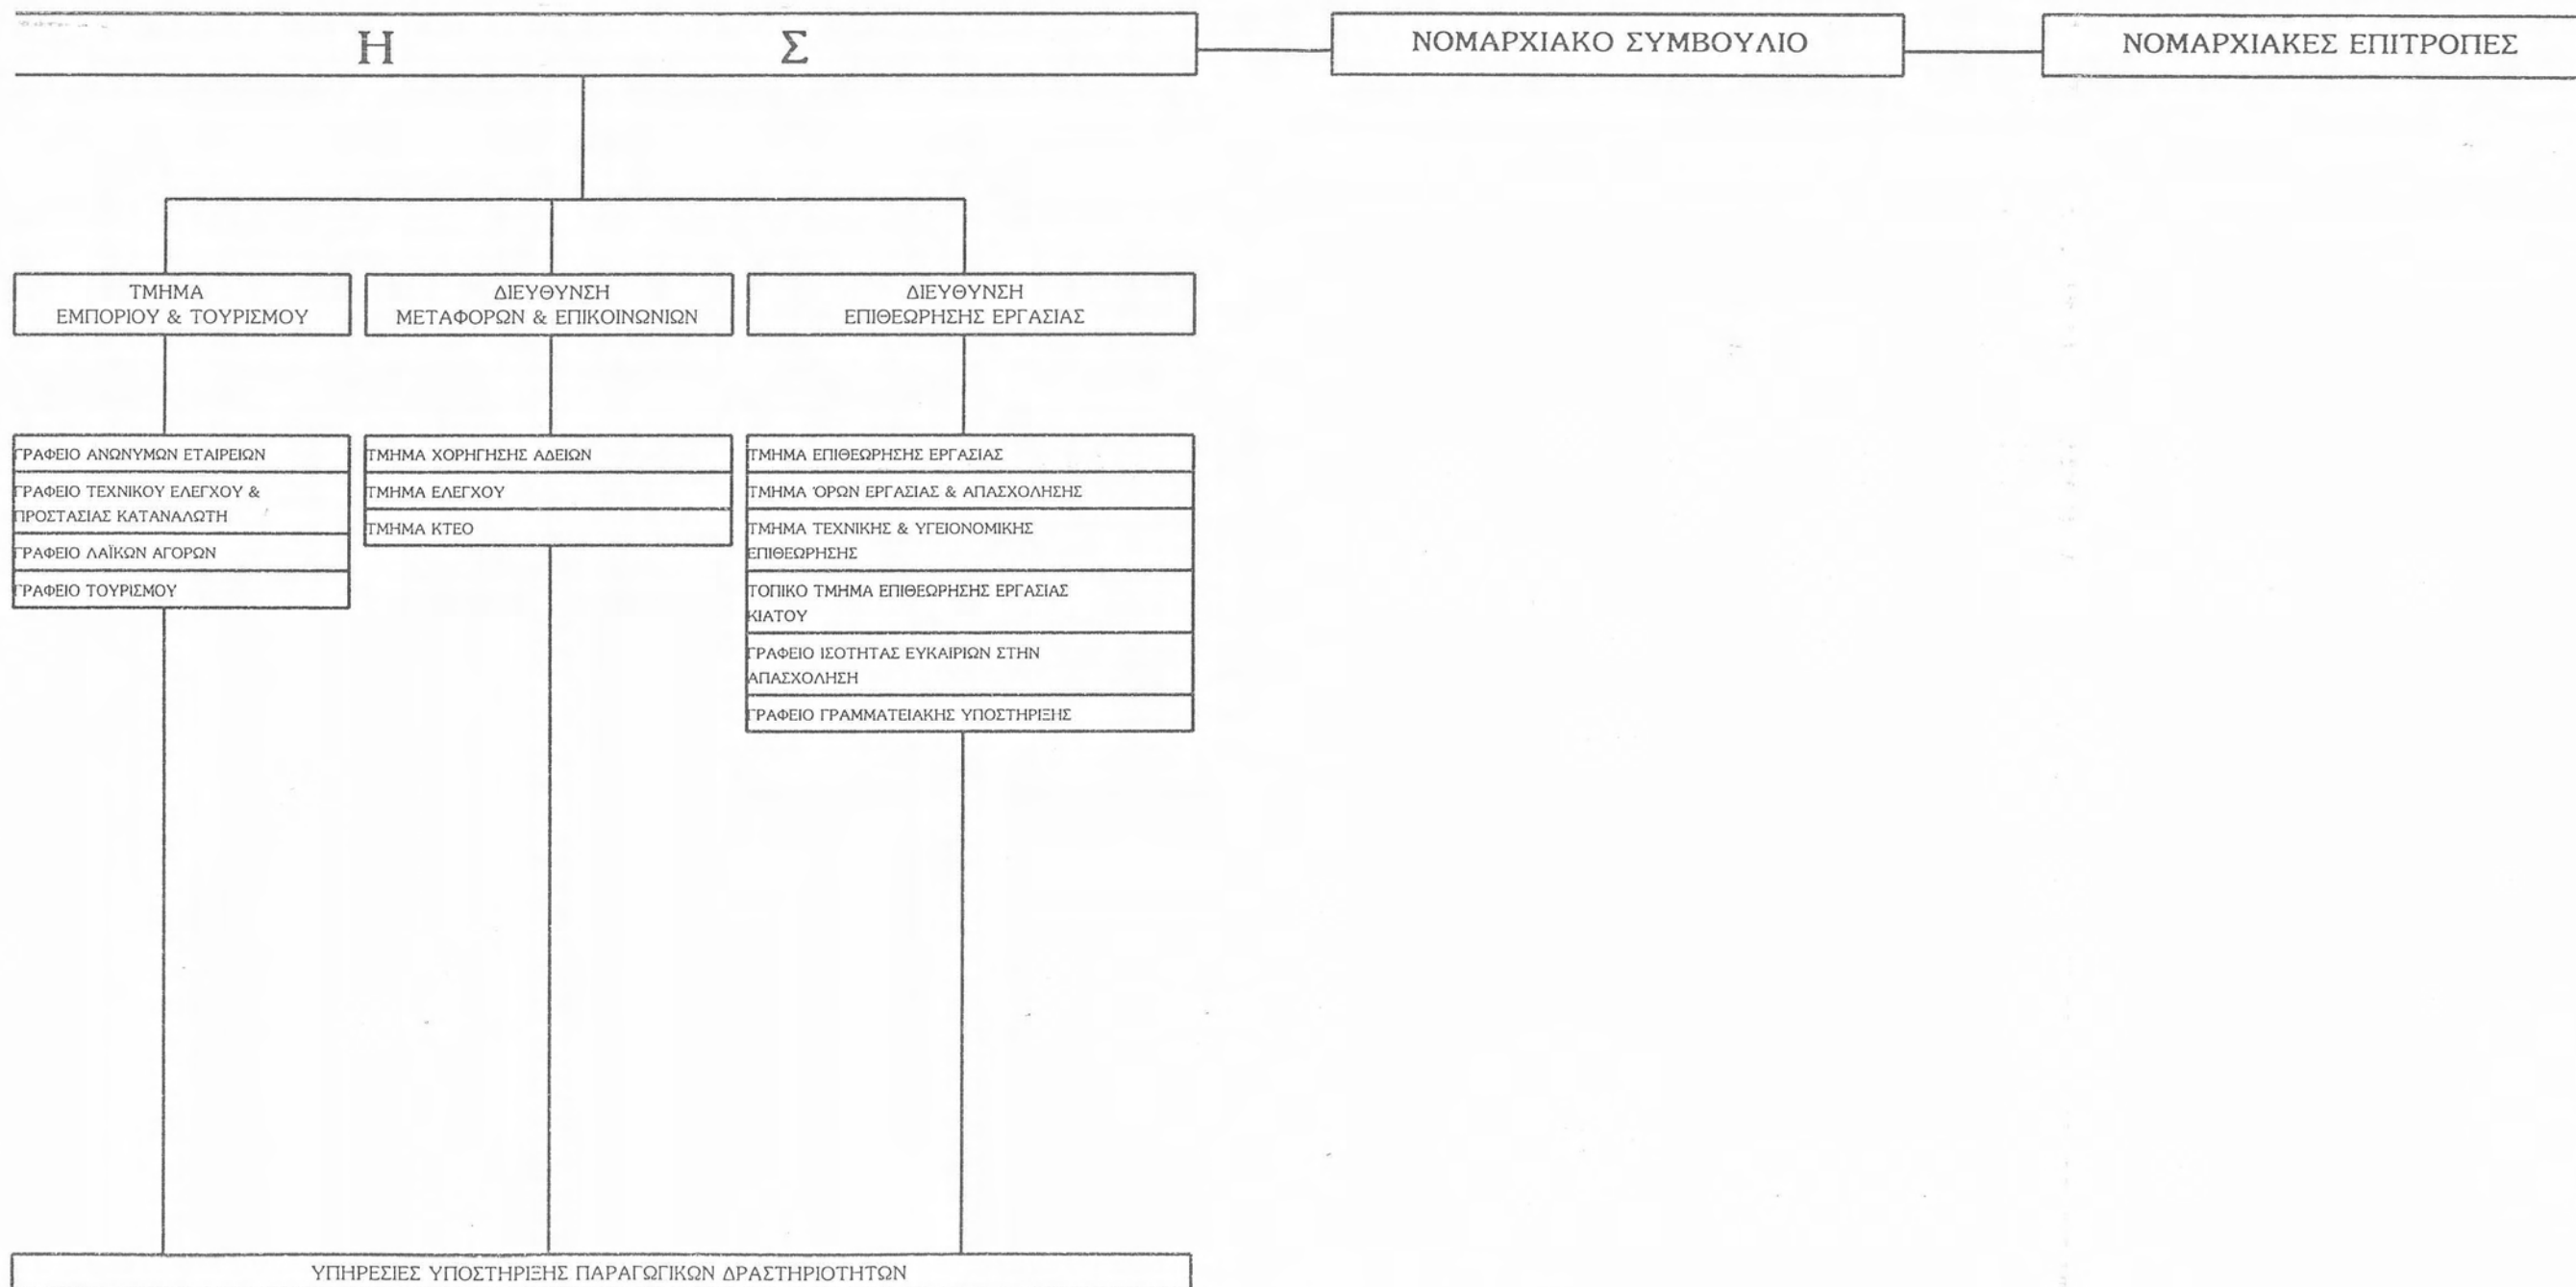 Η Σ
ΝΟΜΑΡΧΙΑΚΟ ΣΥΜΒΟΥΛΙΟ
ΝΟΜΑΡΧΙΑΚΕΣ ΕΠΙΤΡΟΠΕΣ
ΤΜΗΜΑ
ΕΜΠΟΡΙΟΥ & ΤΟΥΡΙΣΜΟΥ
ΔΙΕΥΘΥΝΣΗ
ΜΕΤΑΦΟΡΩΝ & ΕΠΙΚΟΙΝΩΝΙΩΝ
ΔΙΕΥΘΥΝΣΗ
ΕΠΙΘΕΩΡΗΣΗΣ ΕΡΓΑΣΙΑΣ
ΓΡΑΦΕΙΟ ΑΝΩΝΥΜΩΝ ΕΤΑΙΡΕΙΩΝ
ΓΡΑΦΕΙΟ ΤΕΧΝΙΚΟΥ ΕΛΕΓΧΟΥ &
ΠΡΟΣΤΑΣΙΑΣ ΚΑΤΑΝΑΛΩΤΗ
ΓΡΑΦΕΙΟ ΛΑΪΚΩΝ ΑΓΟΡΩΝ
ΓΡΑΦΕΙΟ ΤΟΥΡΙΣΜΟΥ
ΤΜΗΜΑ ΧΟΡΗΓΗΣΗΣ ΑΔΕΙΩΝ
ΤΜΗΜΑ ΕΛΕΓΧΟΥ
ΤΜΗΜΑ ΚΤΕΟ
ΤΜΗΜΑ ΕΠΙΘΕΩΡΗΣΗΣ ΕΡΓΑΣΙΑΣ
ΤΜΗΜΑ ΌΡΩΝ ΕΡΓΑΣΙΑΣ & ΑΠΑΣΧΟΛΗΣΗΣ
ΤΜΗΜΑ ΤΕΧΝΙΚΗΣ & ΥΓΕΙΟΝΟΜΙΚΗΣ
ΕΠΙΘΕΩΡΗΣΗΣ
ΤΟΠΙΚΟ ΤΜΗΜΑ ΕΠΙΘΕΩΡΗΣΗΣ ΕΡΓΑΣΙΑΣ
ΚΙΑΤΟΥ
ΓΡΑΦΕΙΟ ΙΣΟΤΗΤΑΣ ΕΥΚΑΙΡΙΩΝ ΣΤΗΝ
ΑΠΑΣΧΟΛΗΣΗ
ΓΡΑΦΕΙΟ ΓΡΑΜΜΑΤΕΙΑΚΗΣ ΥΠΟΣΤΗΡΙΞΗΣ
ΥΠΗΡΕΣΙΕΣ ΥΠΟΣΤΗΡΙΞΗΣ ΠΑΡΑΓΩΓΙΚΩΝ ΔΡΑΣΤΗΡΙΟΤΗΤΩΝ